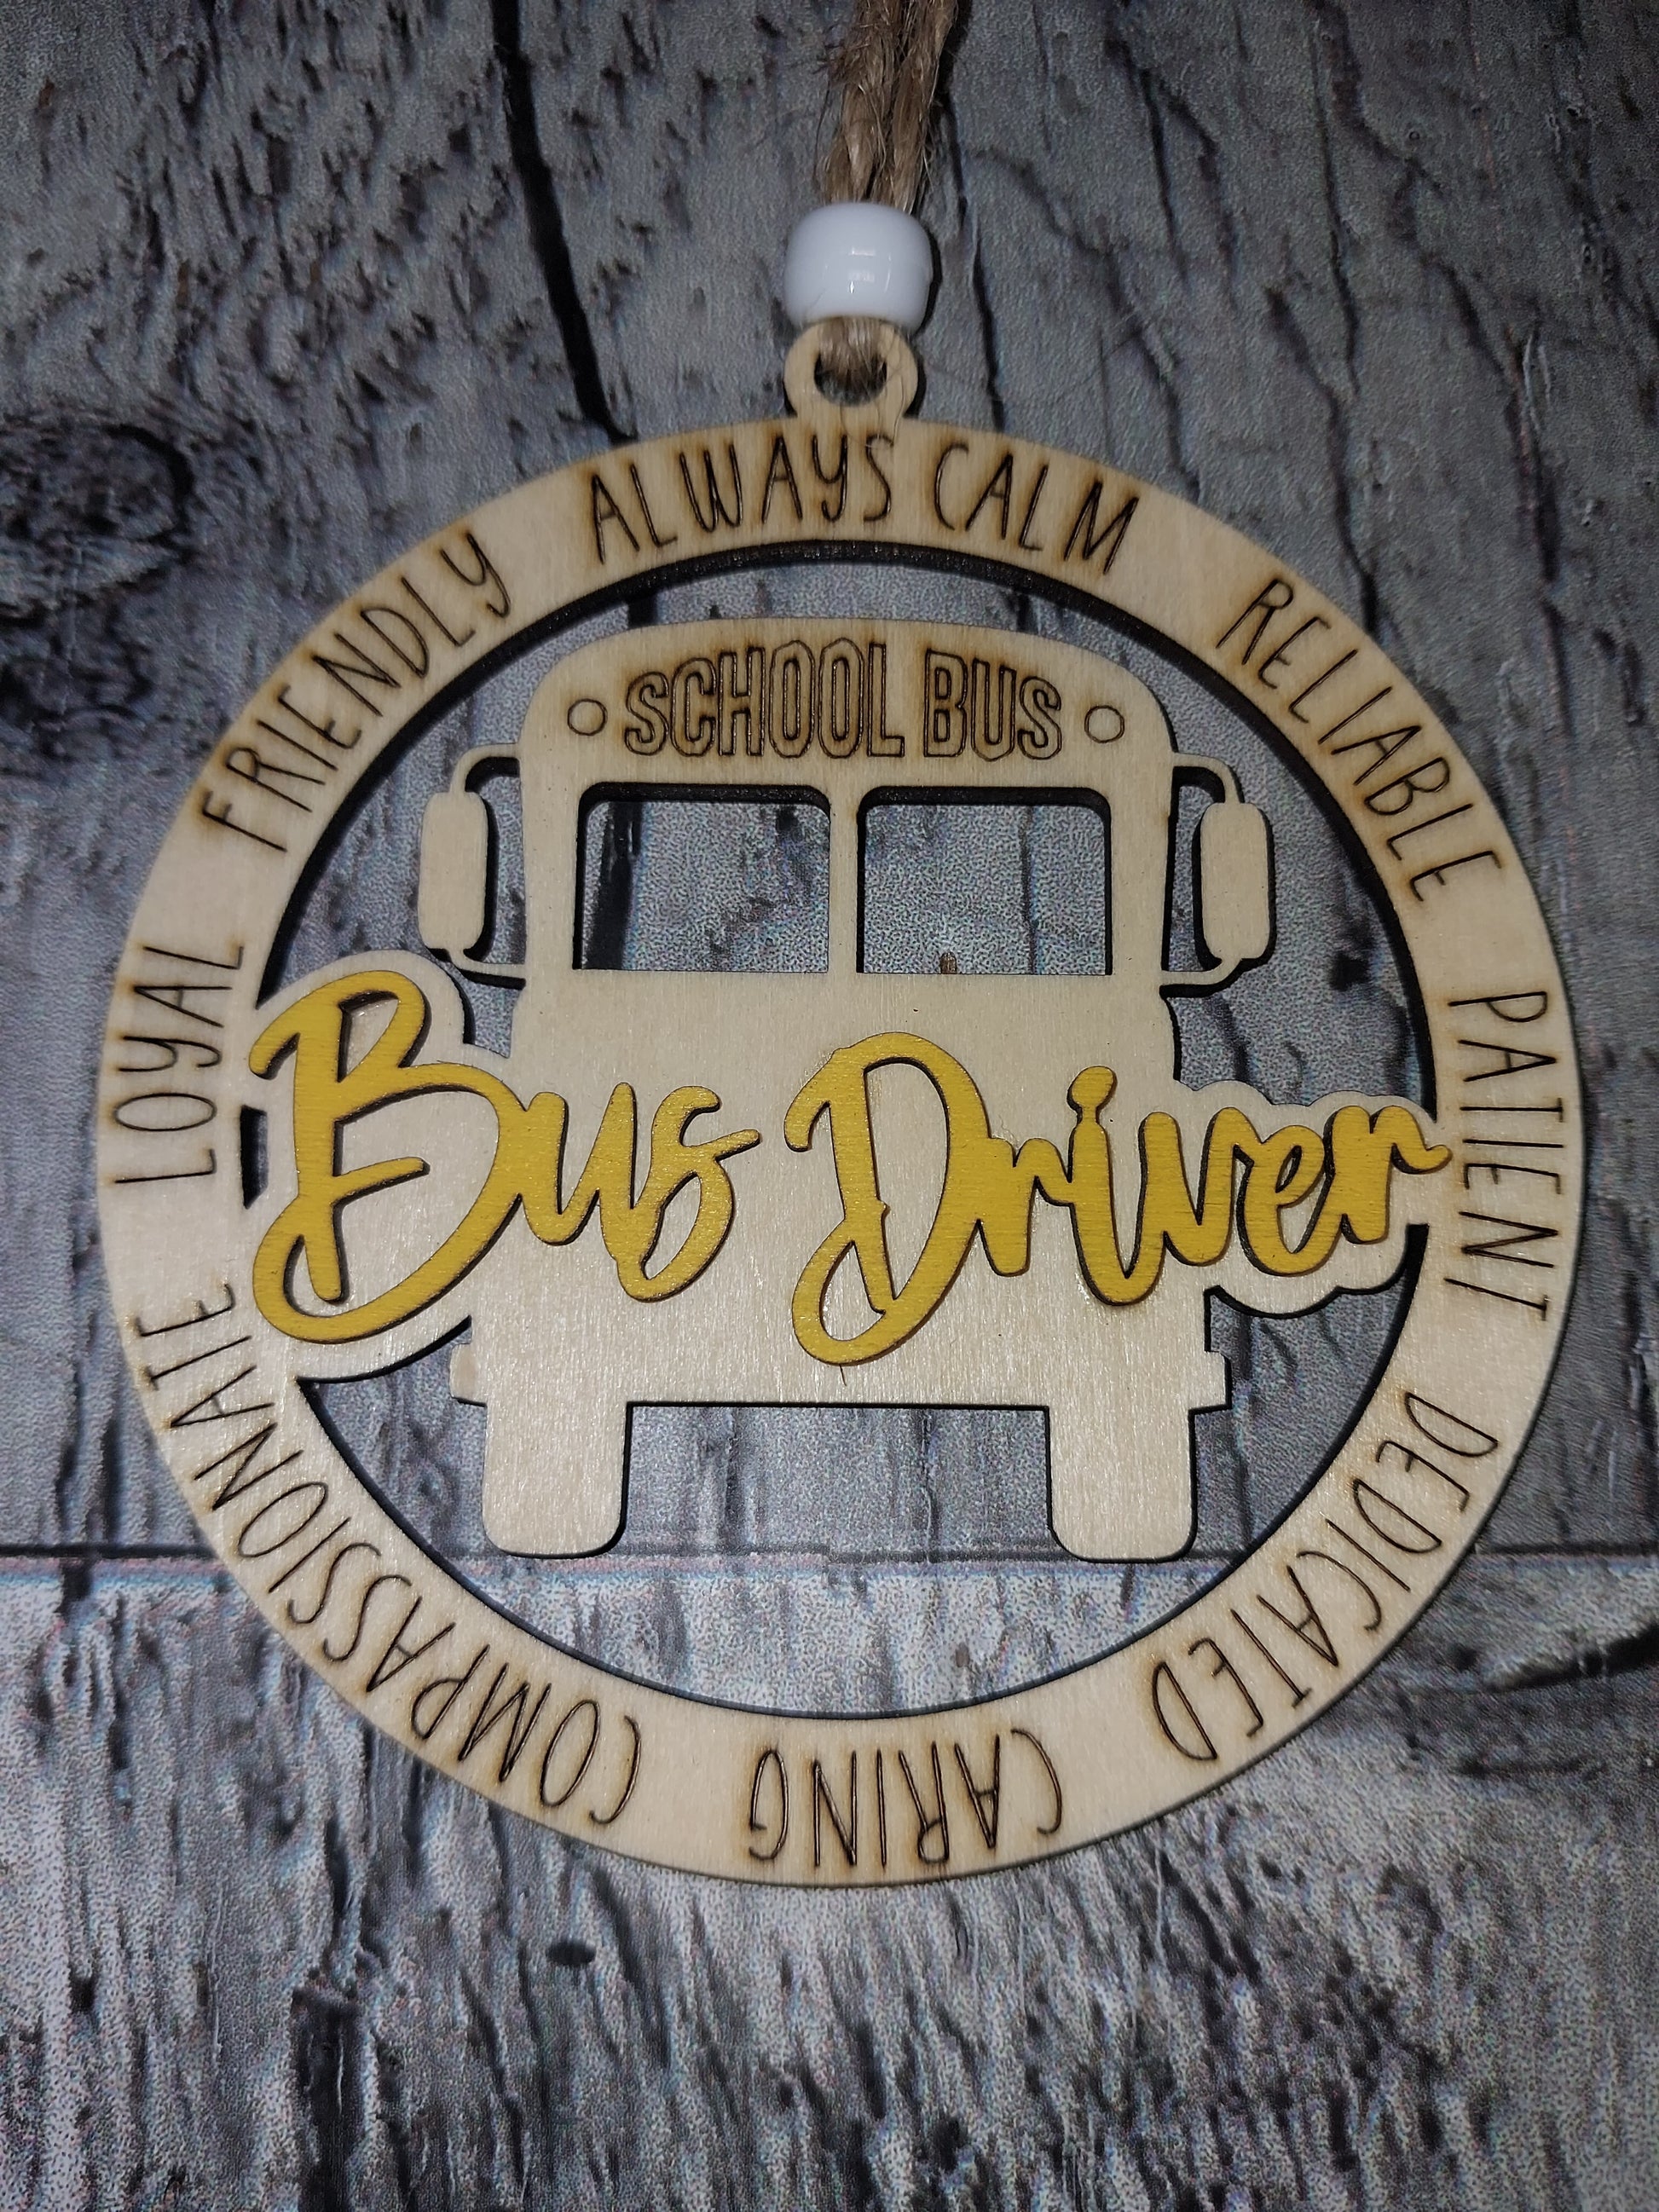 ALWAYS CALM
RELIABLE
PATIENT
DEDICATED
CARING
COMPASSIONATE
LOYAL
FRIENDLY
SCHOOL BUS
Bus Driver